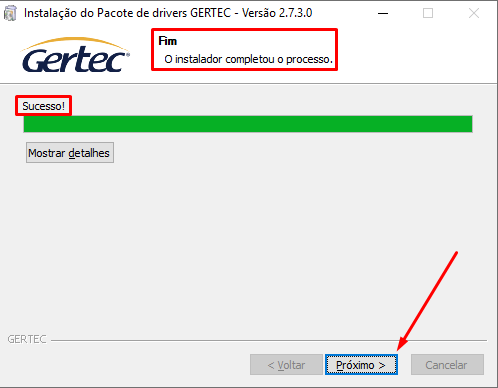 Instalação do Pacote de drivers GERTEC - Versão 2.7.3.0
Gertec
Fim
O instalador completou o processo.
Sucesso!
Mostrar detalhes
GERTEC
< Voltar
Próximo >
Cancelar